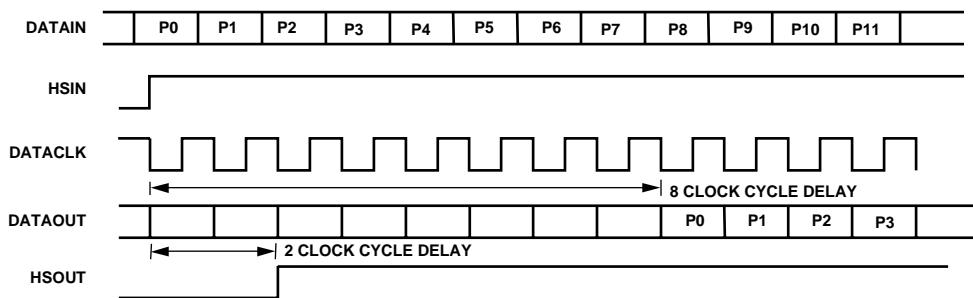 DATAIN P0 P1 P2 P3 P4 P5 P6 P7 P8 P9 P10 P11
HSIN
DATACLK
8 CLOCK CYCLE DELAY
DATAOUT P0 P1 P2 P3
2 CLOCK CYCLE DELAY
HSOUT